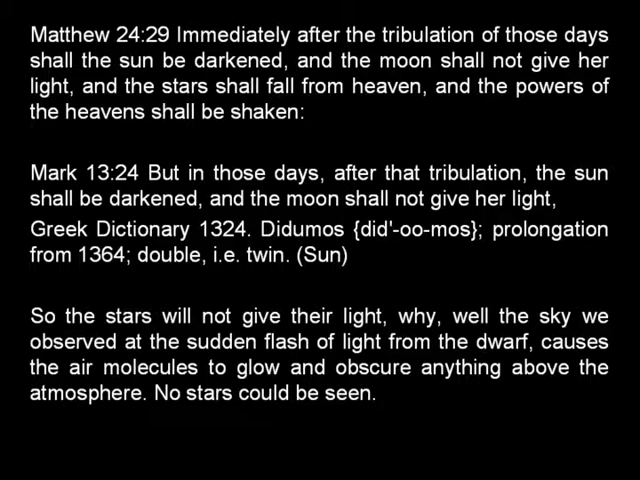 Matthew 24:29 Immediately after the tribulation of those days
shall the sun be darkened, and the moon shall not give her
light, and the stars shall fall from heaven, and the powers of
the heavens shall be shaken:
Mark 13:24 But in those days, after that tribulation, the sun
shall be darkened, and the moon shall not give her light,
Greek Dictionary 1324. Didumos {did'-oo-mos}; prolongation
from 1364; double, i.e. twin. (Sun)
So the stars will not give their light, why, well the sky we
observed at the sudden flash of light from the dwarf, causes
the air molecules to glow and obscure anything above the
atmosphere. No stars could be seen.